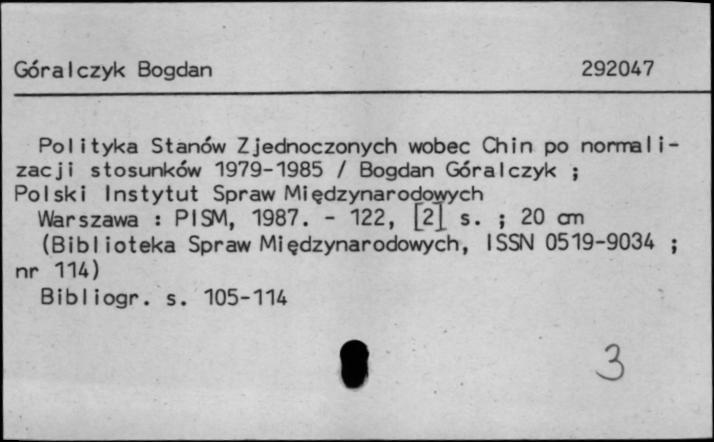 Góralczyk Bogdan 292047
Polityka Stanów Zjednoczonych wobec Chin po normali-
zacji stosunków 1979-1985 / Bogdan Góralczyk ;
Polski Instytut Spraw Międzynarodowych
Warszawa : PISM, 1987. - 122, [2] s. ; 20 cm
(Biblioteka Spraw Międzynarodowych, ISSN 0519-9034 ;
nr 114)
Bibliogr. s. 105-114
3